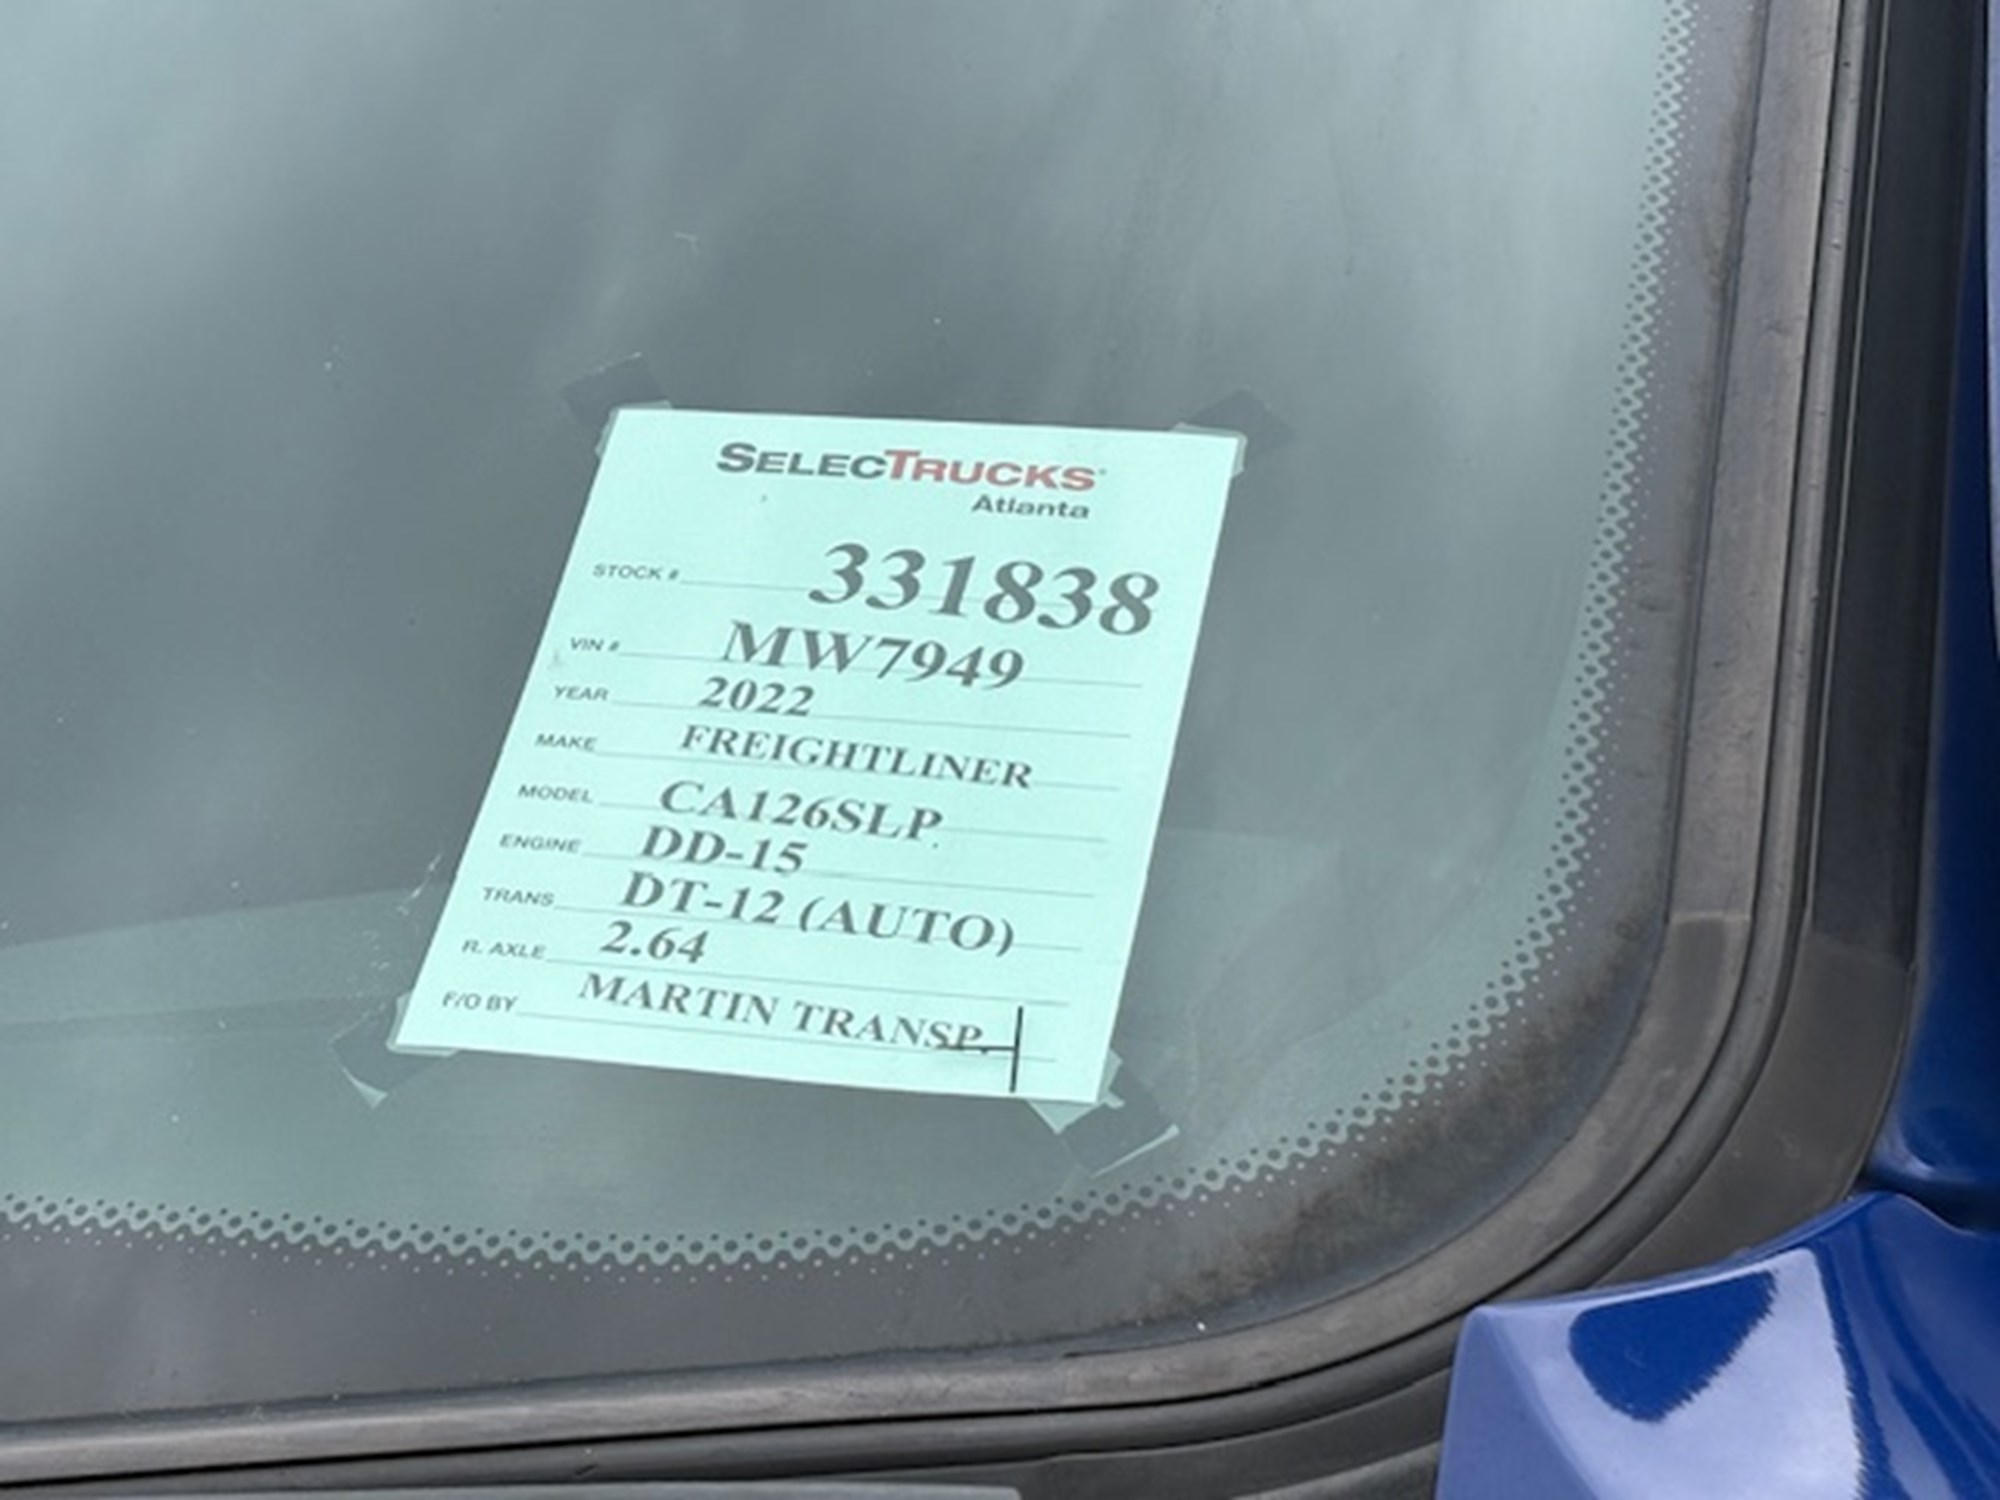 SELECTRUCKS
Atlanta
STOCK # 331838
VIN # MW7949
YEAR 2022
MAKE FREIGHTLINER
MODEL CA126SLP
ENGINE DD-15
TRANS DT-12 (AUTO)
R. AXLE 2.64
F/O BY MARTIN TRANSP.